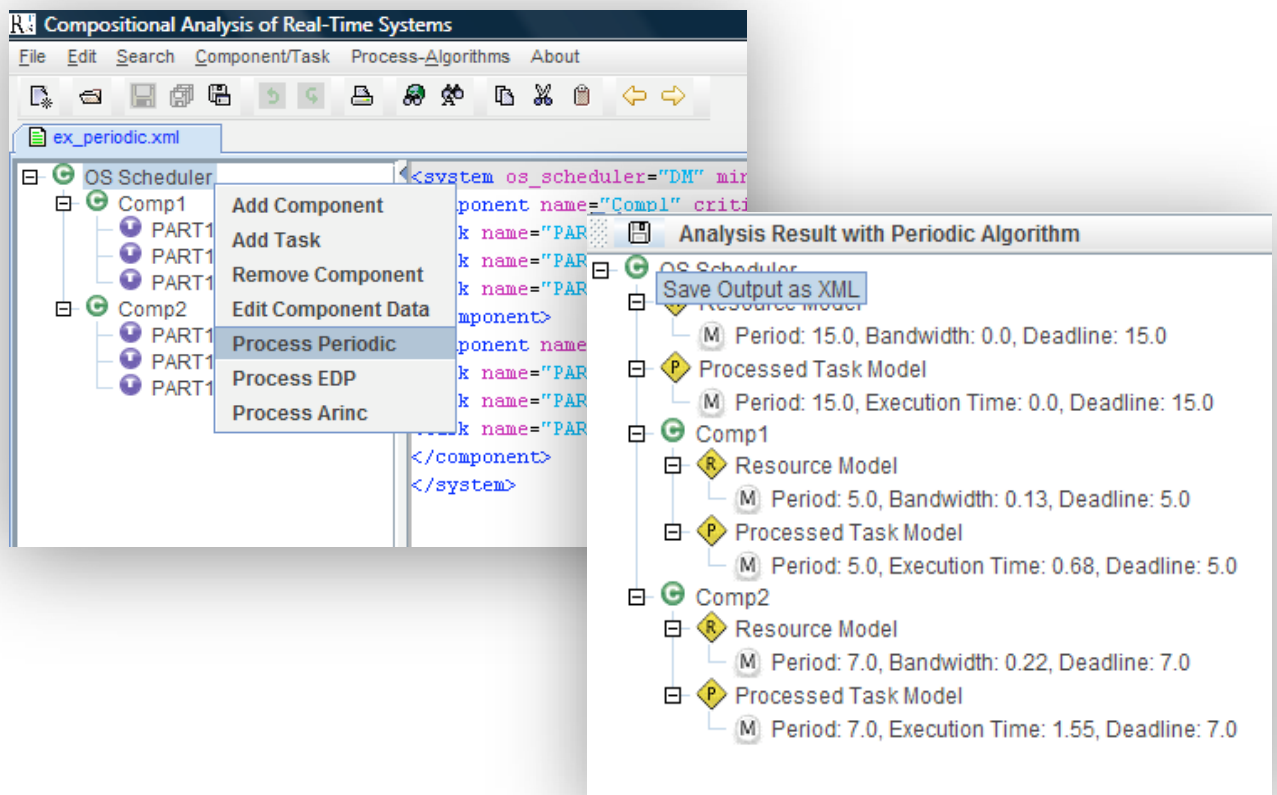 Compositional Analysis of Real-Time Systems
File Edit Search Component/Task Process-Algorithms About
ex_periodic.xml
OS Scheduler
Comp1
PART1
PART1
PART1
Comp2
PART1
PART1
PART1
Add Component
Add Task
Remove Component
Edit Component Data
Process Periodic
Process EDP
Process Arinc
<system os_scheduler="DM" mir
ponent name="Comp1" criti
k name="PAR
k name="PAR
k name="PAR
mponent>
ponent name
k name="PAR
k name="PAR
k name="PAR
</component>
</system>
Analysis Result with Periodic Algorithm
OS Scheduler
Save Output as XML
Resource Model
M Period: 15.0, Bandwidth: 0.0, Deadline: 15.0
P Processed Task Model
M Period: 15.0, Execution Time: 0.0, Deadline: 15.0
C Comp1
R Resource Model
M Period: 5.0, Bandwidth: 0.13, Deadline: 5.0
P Processed Task Model
M Period: 5.0, Execution Time: 0.68, Deadline: 5.0
C Comp2
R Resource Model
M Period: 7.0, Bandwidth: 0.22, Deadline: 7.0
P Processed Task Model
M Period: 7.0, Execution Time: 1.55, Deadline: 7.0